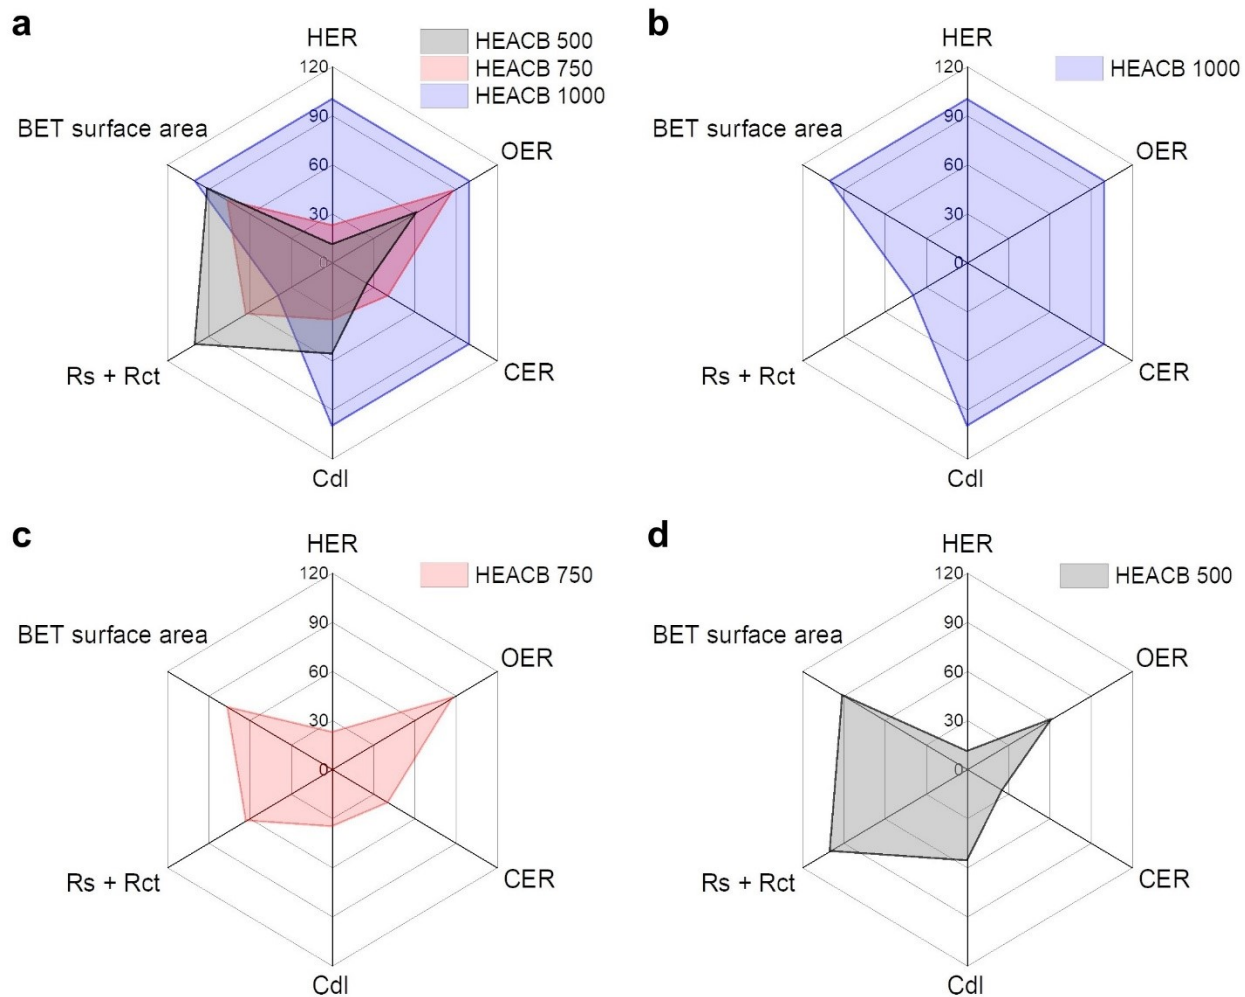 a
HER
HEACB 500
HEACB 750
HEACB 1000
120
90
60
30
0
BET surface area
OER
Rs + Rct
CER
Cdl
b
HER
HEACB 1000
120
90
60
30
0
BET surface area
OER
Rs + Rct
CER
Cdl
c
HER
HEACB 750
120
90
60
30
0
BET surface area
OER
Rs + Rct
CER
Cdl
d
HER
HEACB 500
120
90
60
30
0
BET surface area
OER
Rs + Rct
CER
Cdl